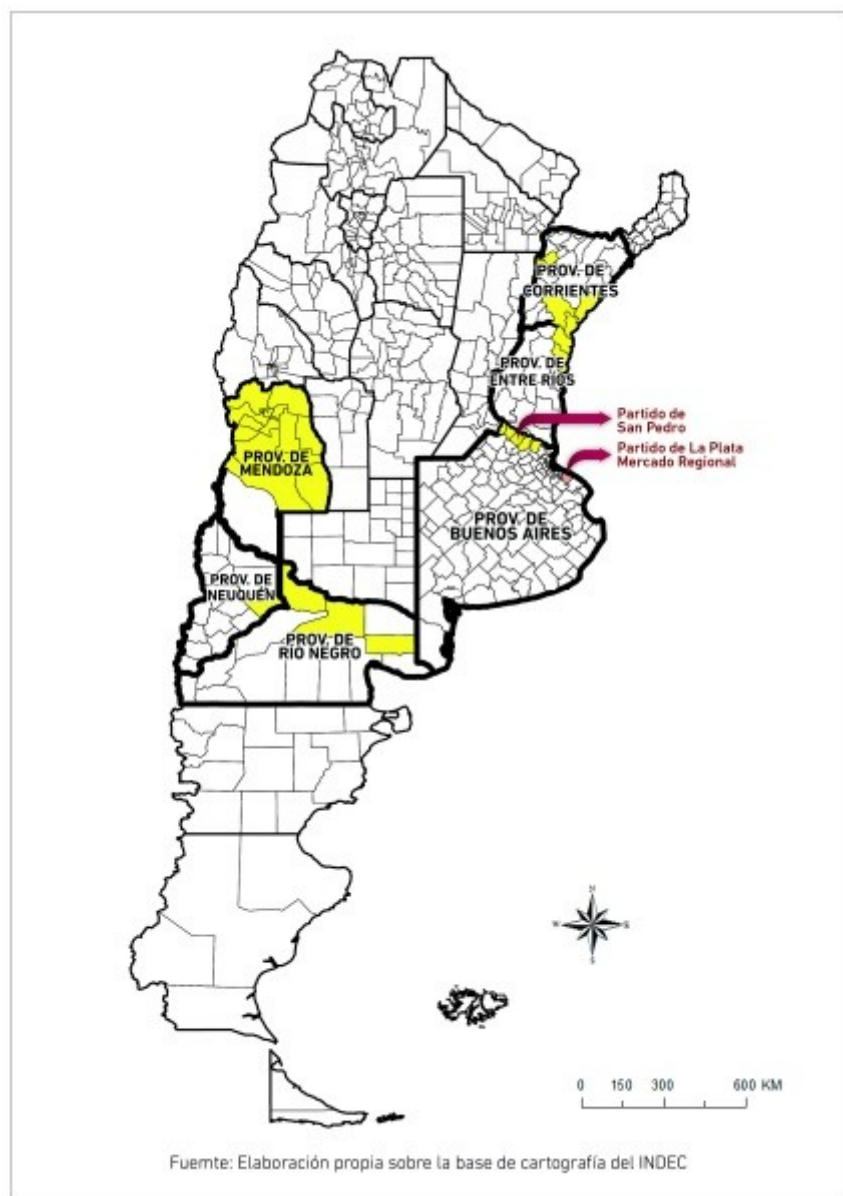 PROV. DE
CORRIENTES
PROV. DE
ENTRE RÍOS
Partido de
San Pedro
Partido de La Plata
Mercado Regional
PROV. DE
MENDOZA
PROV. DE
BUENOS AIRES
PROV. DE
NEUQUÉN
PROV. DE
RÍO NEGRO
N
W
E
S
0 150 300 600 KM
Fuemte: Elaboración propia sobre la base de cartografía del INDEC